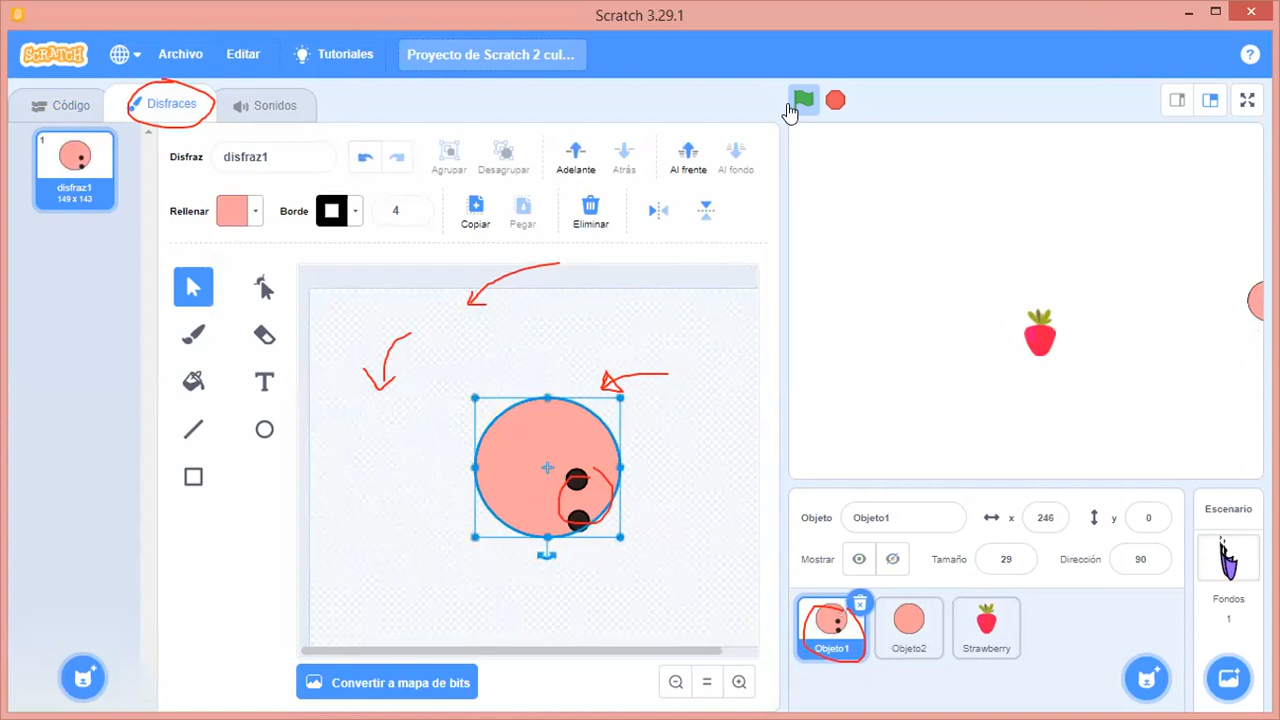 Scratch 3.29.1
SCRATCH Archivo Editar Tutoriales Proyecto de Scratch 2 cul... ?
Código Disfraces Sonidos
1
disfraz1
149 x 143
Disfraz disfraz1
Agrupar Desagrupar Adelante Atrás Al frente Al fondo
Rellenar Borde 4
Copiar Pegar Eliminar
T
Convertir a mapa de bits
Objeto Objeto1 x 246 y 0
Mostrar Tamaño 29 Dirección 90
Objeto1 Objeto2 Strawberry
Escenario
Fondos
1